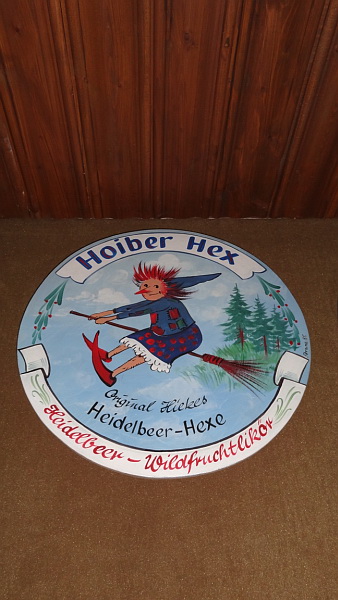 Hoiber Hex
Original Hickes
Heidelbeer-Hexe
Heidelbeer - Wildfruchtlikör